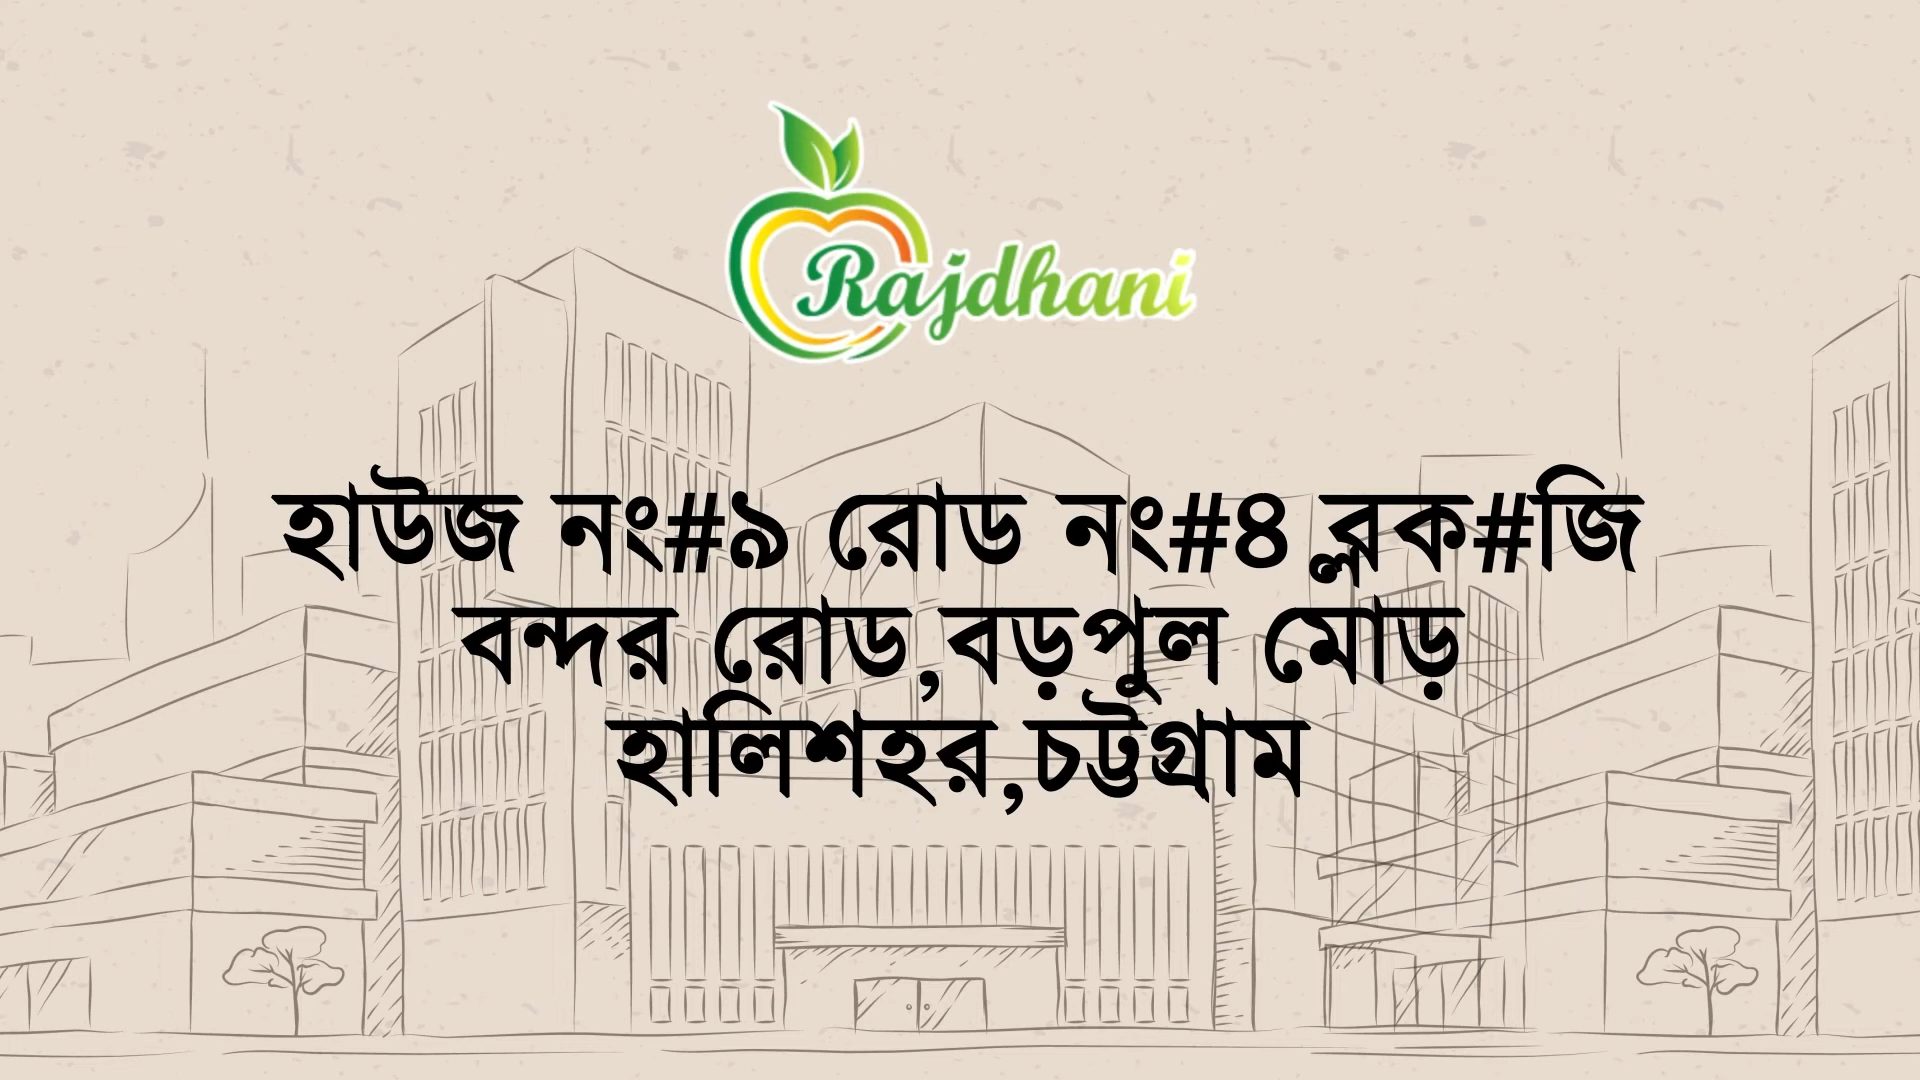 Rajdhani
হাউজ নং#৯ রোড নং#৪ ব্লক#জি
বন্দর রোড,বড়পুল মোড়
হালিশহর,চট্টগ্রাম